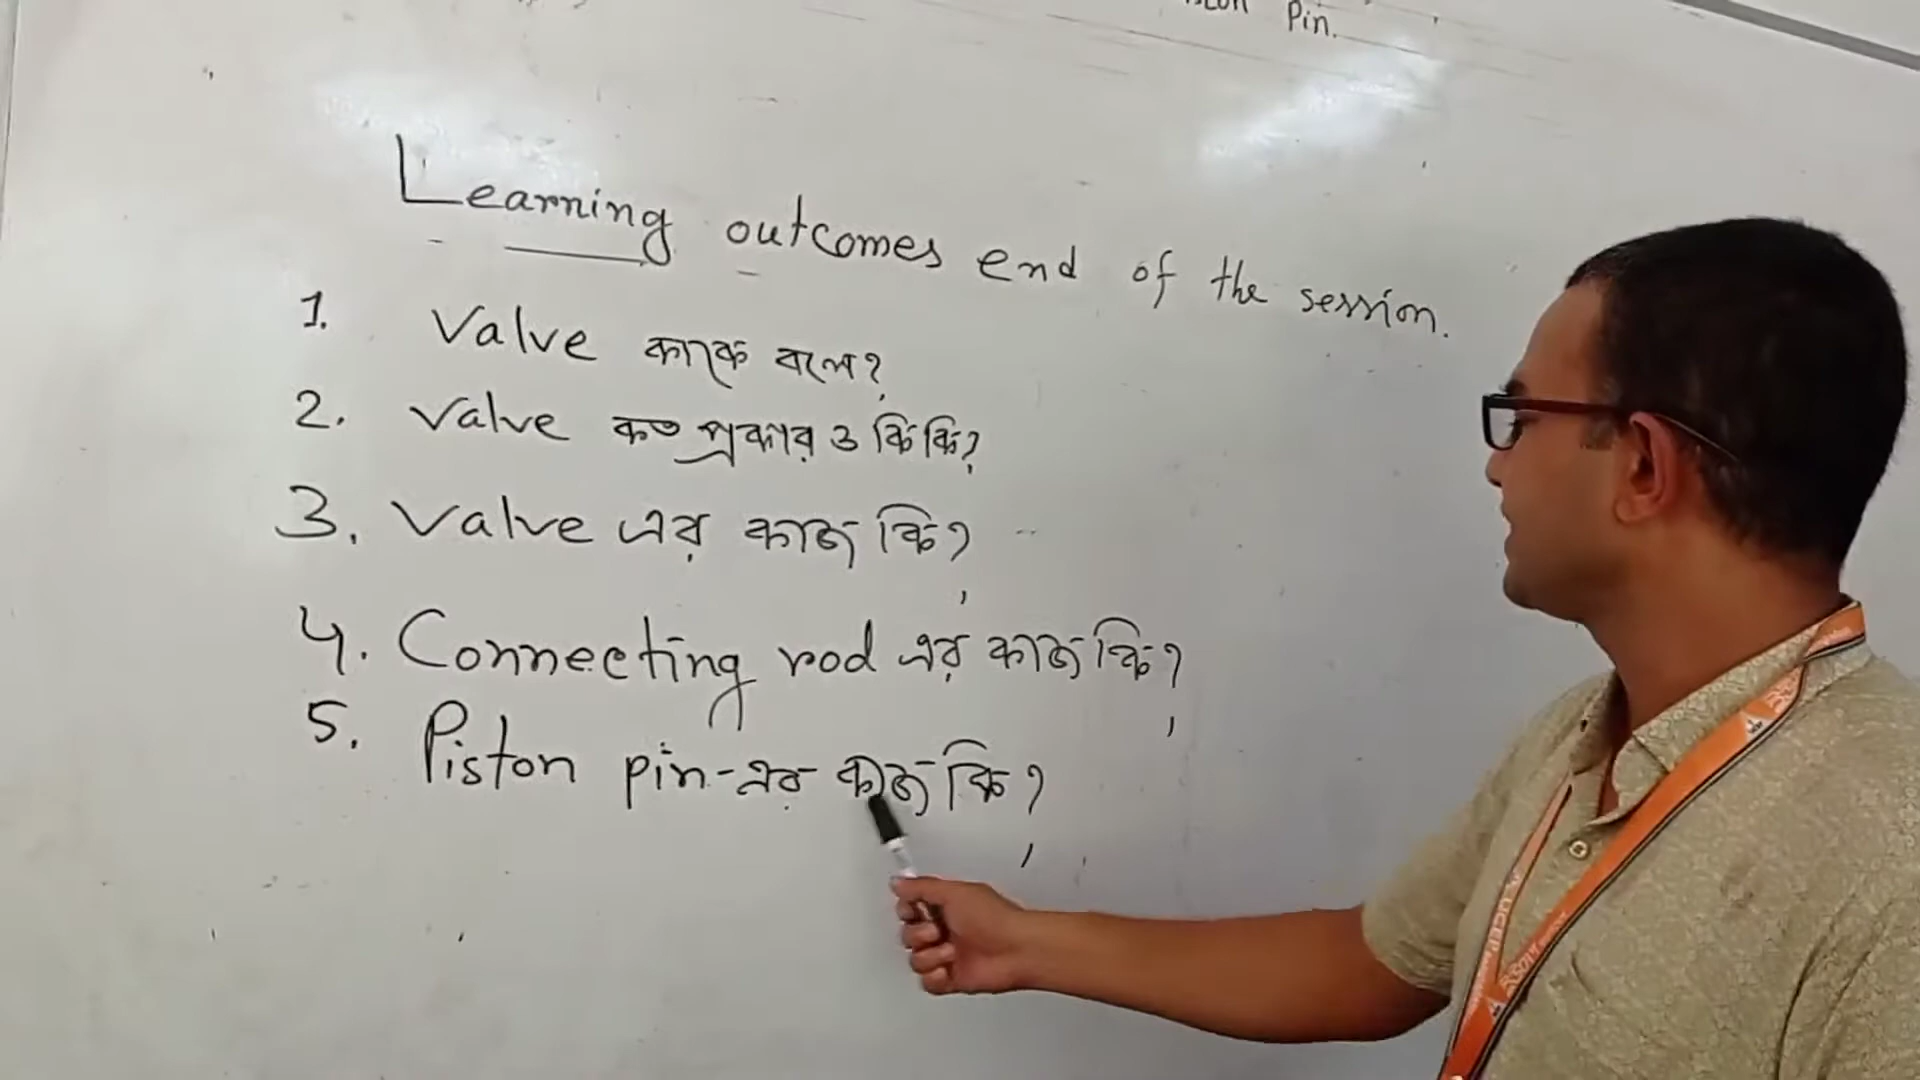 Pin.
Learning outcomes end of the session.
1. Valve কাকে বলে?
2. Valve কত প্রকার ও কি কি?
3. Valve এর কাজ কি?
4. Connecting rod এর কাজ কি?
5. Piston pin-এর কাজ কি?
UCEP